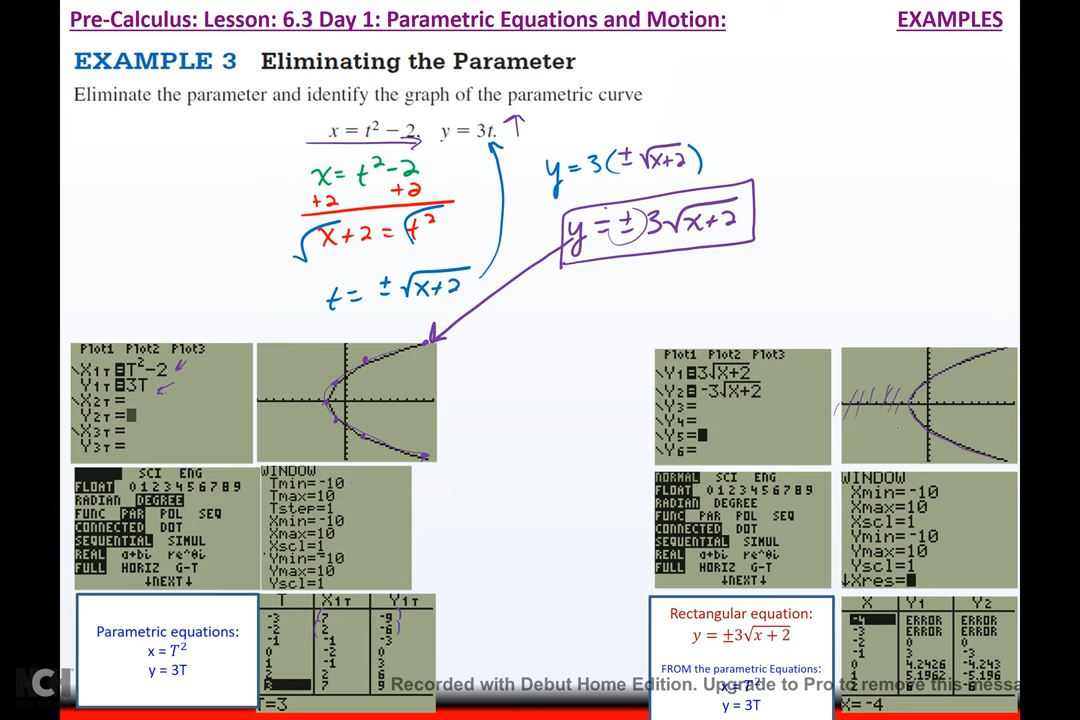 Pre-Calculus: Lesson: 6.3 Day 1: Parametric Equations and Motion: EXAMPLES
EXAMPLE 3 Eliminating the Parameter
Eliminate the parameter and identify the graph of the parametric curve
x = t² − 2, y = 3t. ↑
x = t² - 2
+2 +2
√x + 2 = √t²
t = ± √x+2
y = 3 ( ± √x+2 )
y = ± 3√x+2
Plot1 Plot2 Plot3
\X1T=T²-2
Y1T=3T
\X2T=
Y2T=
\X3T=
Y3T=
SCI ENG
FLOAT 0 1 2 3 4 5 6 7 8 9
RADIAN DEGREE
FUNC PAR POL SEQ
CONNECTED DOT
SEQUENTIAL SIMUL
REAL a+bi re^θi
FULL HORIZ G-T
↓NEXT↓
WINDOW
Tmin=-10
Tmax=10
Tstep=1
Xmin=-10
Xmax=10
Xscl=1
Ymin=-10
Ymax=10
Yscl=1
Parametric equations:
x = T²
y = 3T
T X1T Y1T
-3 7 -9
-2 2 -6
-1 -1 -3
0 -2 0
1 -1 3
2 2 6
3 7 9
T=3
Plot1 Plot2 Plot3
\Y1=3√X+2
\Y2=-3√X+2
\Y3=
\Y4=
\Y5=
\Y6=
NORMAL SCI ENG
FLOAT 0 1 2 3 4 5 6 7 8 9
RADIAN DEGREE
FUNC PAR POL SEQ
CONNECTED DOT
SEQUENTIAL SIMUL
REAL a+bi re^θi
FULL HORIZ G-T
↓NEXT↓
WINDOW
Xmin=-10
Xmax=10
Xscl=1
Ymin=-10
Ymax=10
Yscl=1
↓Xres=
Rectangular equation:
y = ±3√x + 2
FROM the parametric Equations:
x = T²
y = 3T
X Y1 Y2
-4 ERROR ERROR
-3 ERROR ERROR
-2 0 0
-1 3 -3
0 4.2426 -4.243
1 5.1962 -5.196
2 6
X=-4
NCH
Recorded with Debut Home Edition. Upgrade to Pro to remove this messa